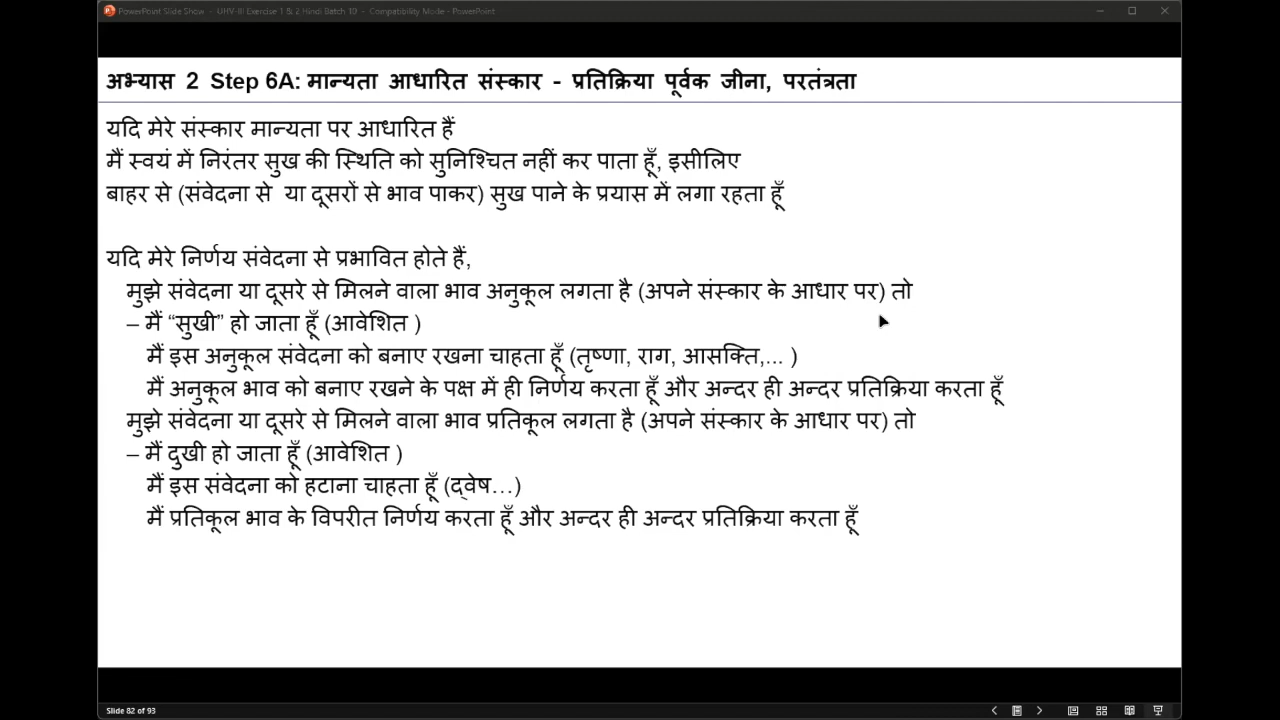 PowerPoint Slide Show - UHV-III Exercise 1 & 2 Hindi Batch 10 - Compatibility Mode - PowerPoint
अभ्यास 2 Step 6A: मान्यता आधारित संस्कार - प्रतिक्रिया पूर्वक जीना, परतंत्रता
यदि मेरे संस्कार मान्यता पर आधारित हैं
मैं स्वयं में निरंतर सुख की स्थिति को सुनिश्चित नहीं कर पाता हूँ, इसीलिए
बाहर से (संवेदना से या दूसरों से भाव पाकर) सुख पाने के प्रयास में लगा रहता हूँ
यदि मेरे निर्णय संवेदना से प्रभावित होते हैं,
मुझे संवेदना या दूसरे से मिलने वाला भाव अनुकूल लगता है (अपने संस्कार के आधार पर) तो
– मैं “सुखी” हो जाता हूँ (आवेशित )
मैं इस अनुकूल संवेदना को बनाए रखना चाहता हूँ (तृष्णा, राग, आसक्ति,... )
मैं अनुकूल भाव को बनाए रखने के पक्ष में ही निर्णय करता हूँ और अन्दर ही अन्दर प्रतिक्रिया करता हूँ
मुझे संवेदना या दूसरे से मिलने वाला भाव प्रतिकूल लगता है (अपने संस्कार के आधार पर) तो
– मैं दुखी हो जाता हूँ (आवेशित )
मैं इस संवेदना को हटाना चाहता हूँ (द्वेष...)
मैं प्रतिकूल भाव के विपरीत निर्णय करता हूँ और अन्दर ही अन्दर प्रतिक्रिया करता हूँ
Slide 82 of 93